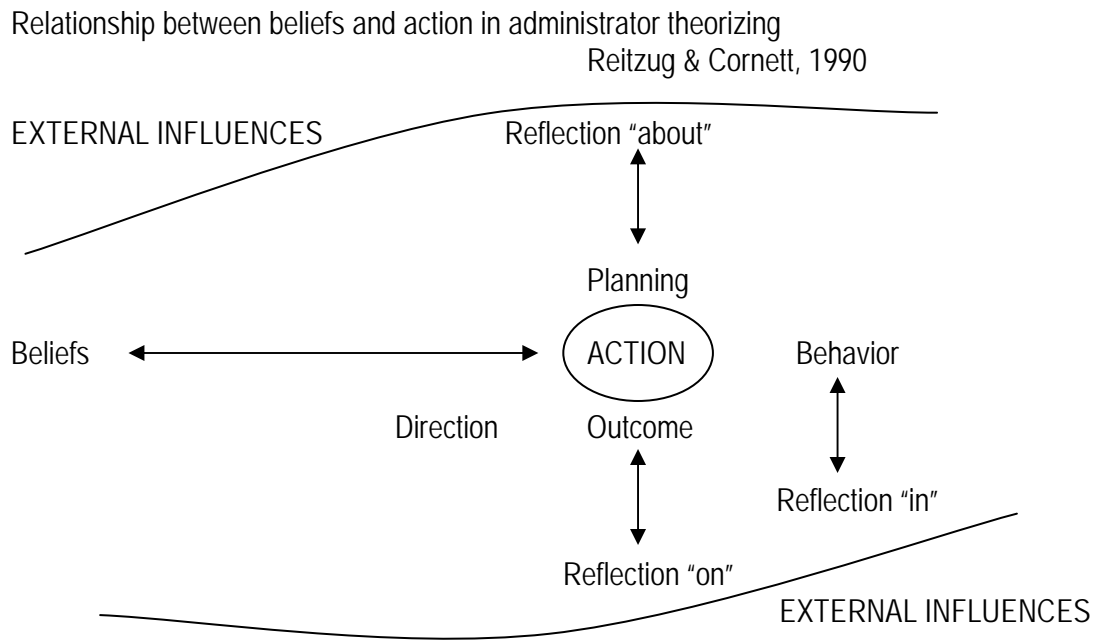 Relationship between beliefs and action in administrator theorizing
Reitzug & Cornett, 1990
EXTERNAL INFLUENCES
Reflection “about”
Planning
Beliefs
ACTION
Behavior
Direction
Outcome
Reflection “in”
Reflection “on”
EXTERNAL INFLUENCES